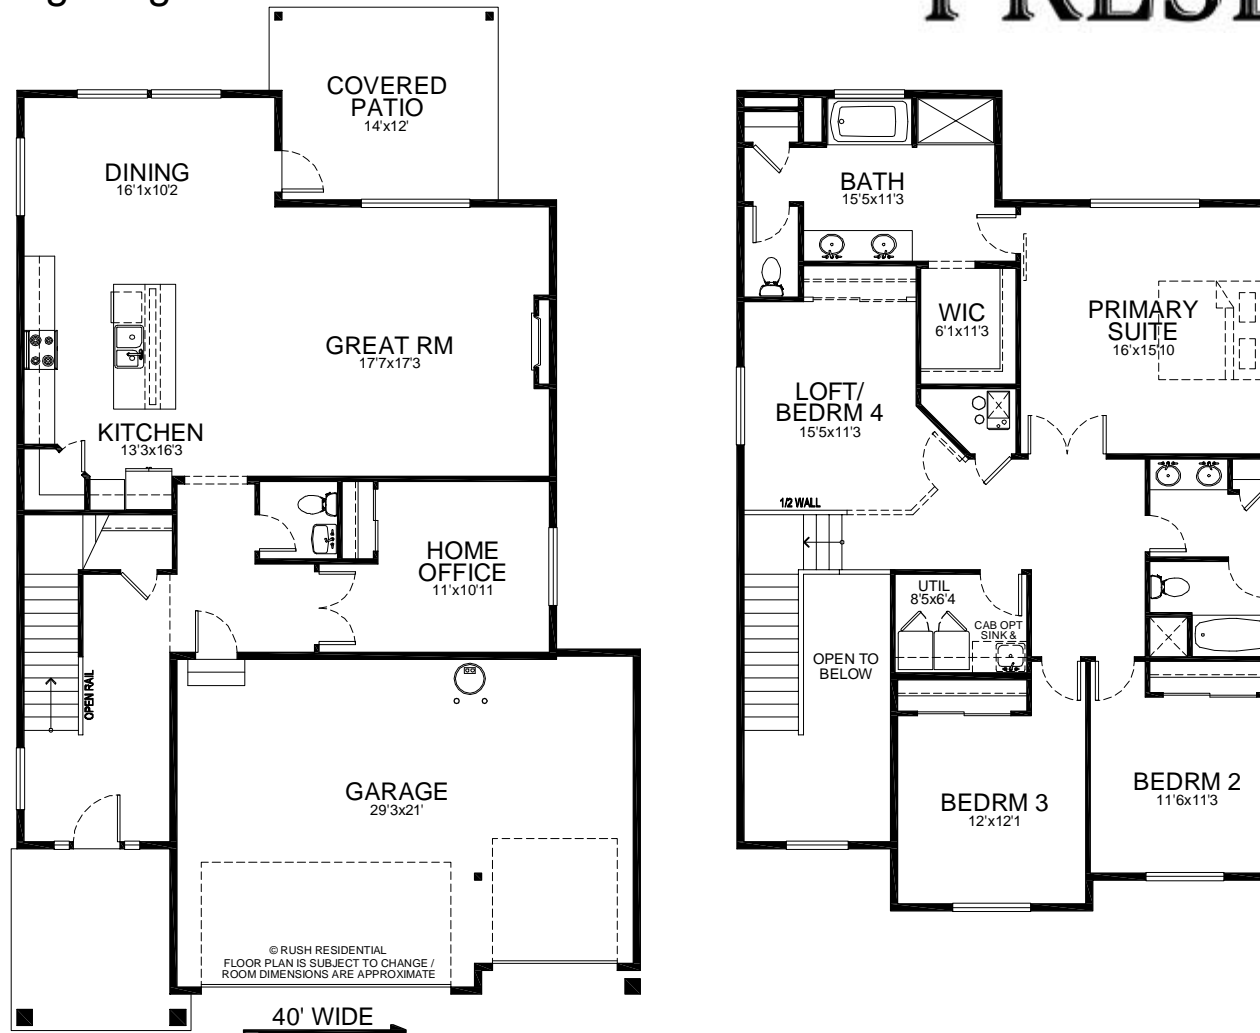 COVERED
PATIO
14'x12'
DINING
16'1x10'2
GREAT RM
17'7x17'3
KITCHEN
13'3x16'3
HOME
OFFICE
11'x10'11
OPEN RAIL
GARAGE
29'3x21'
© RUSH RESIDENTIAL
FLOOR PLAN IS SUBJECT TO CHANGE /
ROOM DIMENSIONS ARE APPROXIMATE
40' WIDE
BATH
15'5x11'3
WIC
6'1x11'3
PRIMARY
SUITE
16'x15'10
LOFT/
BEDRM 4
15'5x11'3
1/2 WALL
UTIL
8'5x6'4
CAB OPT
SINK &
OPEN TO
BELOW
BEDRM 3
12'x12'1
BEDRM 2
11'6x11'3